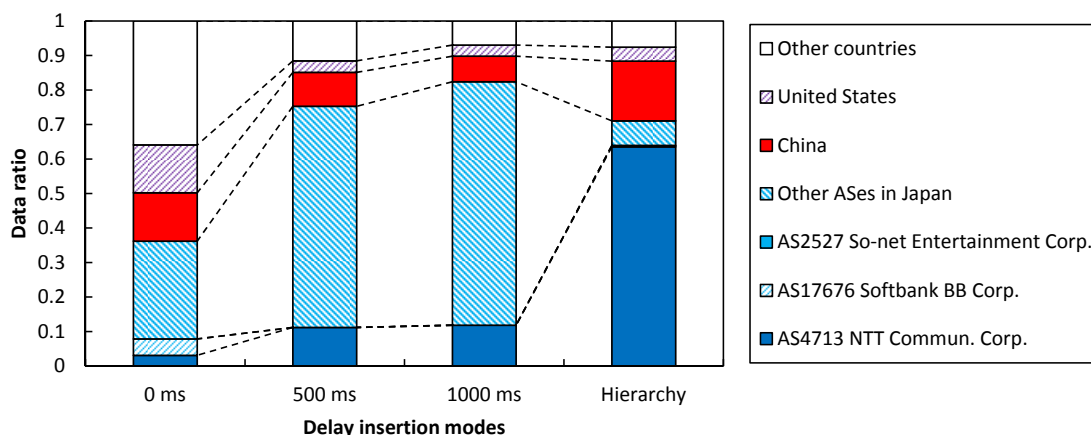 1
0.9
0.8
0.7
0.6
0.5
0.4
0.3
0.2
0.1
0
Data ratio
0 ms
500 ms
1000 ms
Hierarchy
Delay insertion modes
Other countries
United States
China
Other ASes in Japan
AS2527 So-net Entertainment Corp.
AS17676 Softbank BB Corp.
AS4713 NTT Commun. Corp.